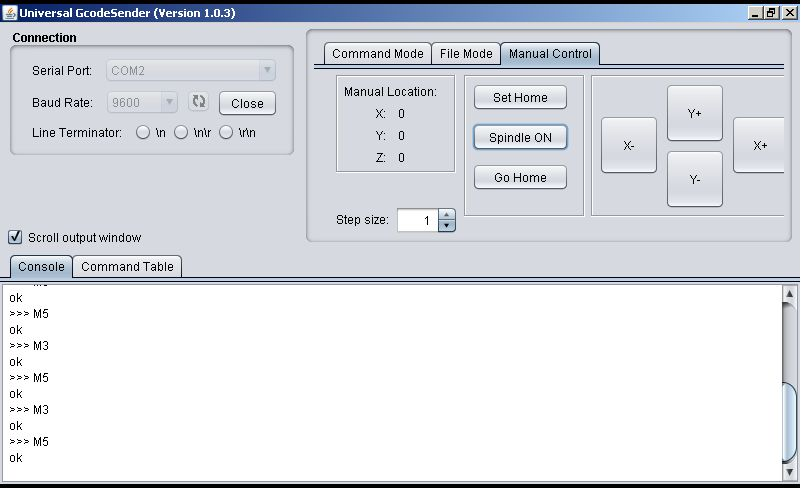 Universal GcodeSender (Version 1.0.3)
Connection
Serial Port: COM2
Baud Rate: 9600 Close
Line Terminator: \n \n\r \r\n
Scroll output window
Command Mode File Mode Manual Control
Manual Location:
X: 0
Y: 0
Z: 0
Step size: 1
Set Home
Spindle ON
Go Home
X-
Y+
Y-
X+
Console Command Table
ok
>>> M5
ok
>>> M3
ok
>>> M5
ok
>>> M3
ok
>>> M5
ok